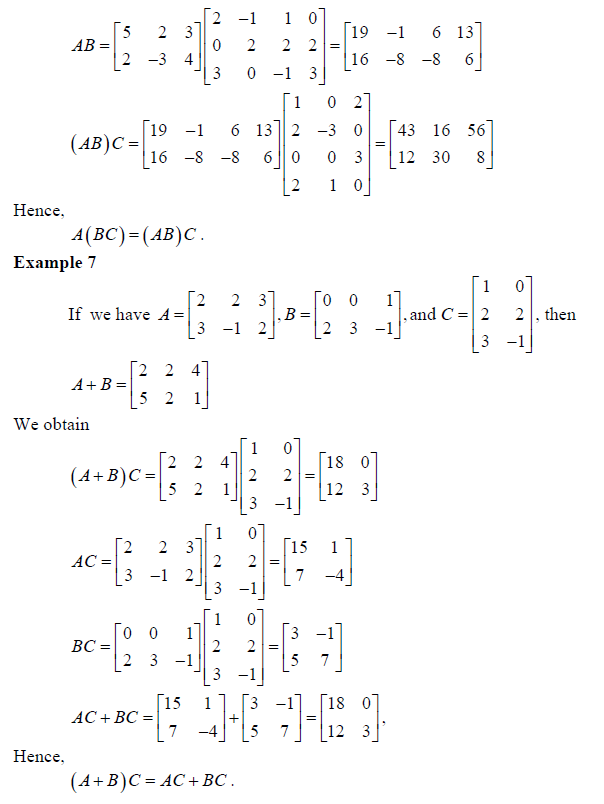 AB = [5 2 3; 2 −3 4] [2 −1 1 0; 0 2 2 2; 3 0 −1 3] = [19 −1 6 13; 16 −8 −8 6]
(AB)C = [19 −1 6 13; 16 −8 −8 6] [1 0 2; 2 −3 0; 0 0 3; 2 1 0] = [43 16 56; 12 30 8]
Hence,
A(BC) = (AB)C .
Example 7
If we have A = [2 2 3; 3 −1 2], B = [0 0 1; 2 3 −1], and C = [1 0; 2 2; 3 −1], then
A + B = [2 2 4; 5 2 1]
We obtain
(A + B)C = [2 2 4; 5 2 1] [1 0; 2 2; 3 −1] = [18 0; 12 3]
AC = [2 2 3; 3 −1 2] [1 0; 2 2; 3 −1] = [15 1; 7 −4]
BC = [0 0 1; 2 3 −1] [1 0; 2 2; 3 −1] = [3 −1; 5 7]
AC + BC = [15 1; 7 −4] + [3 −1; 5 7] = [18 0; 12 3],
Hence,
(A + B)C = AC + BC .